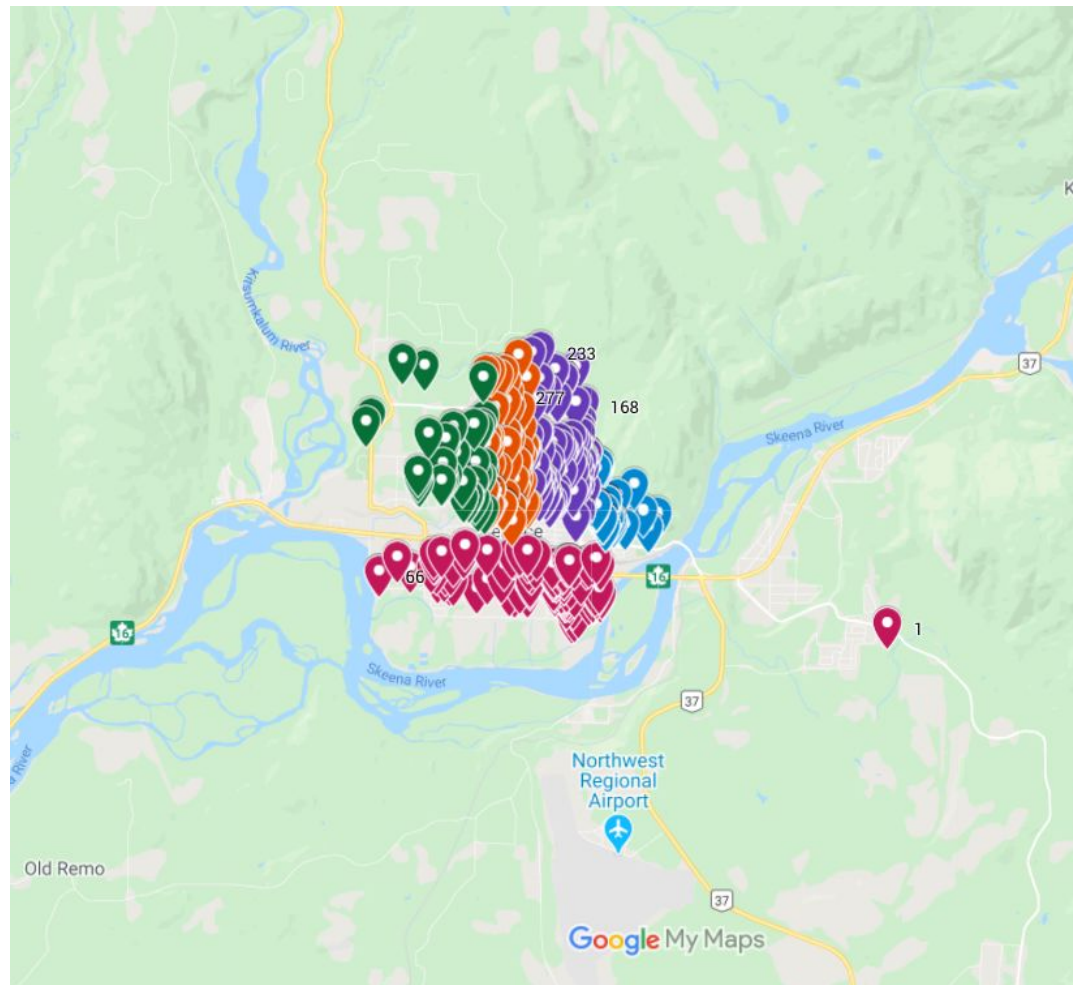 K
Kitsumkalum River
233
277
168
37
Skeena River
66
16
16
1
Skeena River
37
Northwest
Regional
Airport
River
Old Remo
37
Google My Maps